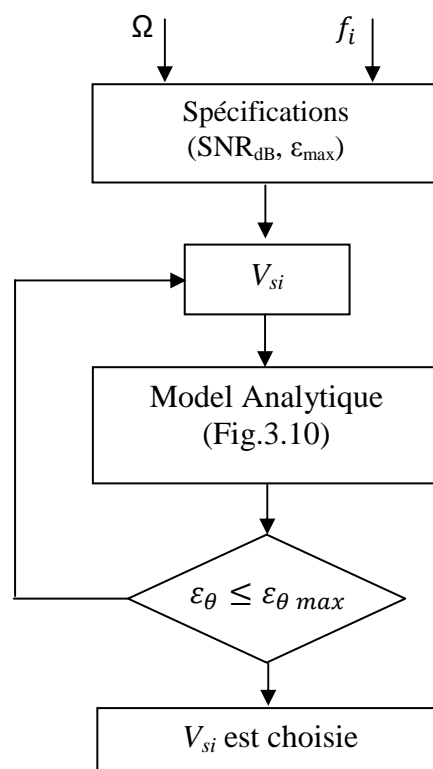 Ω f_i
Spécifications
(SNR_dB, ε_max)
V_si
Model Analytique
(Fig.3.10)
ε_θ ≤ ε_θ max
V_si est choisie